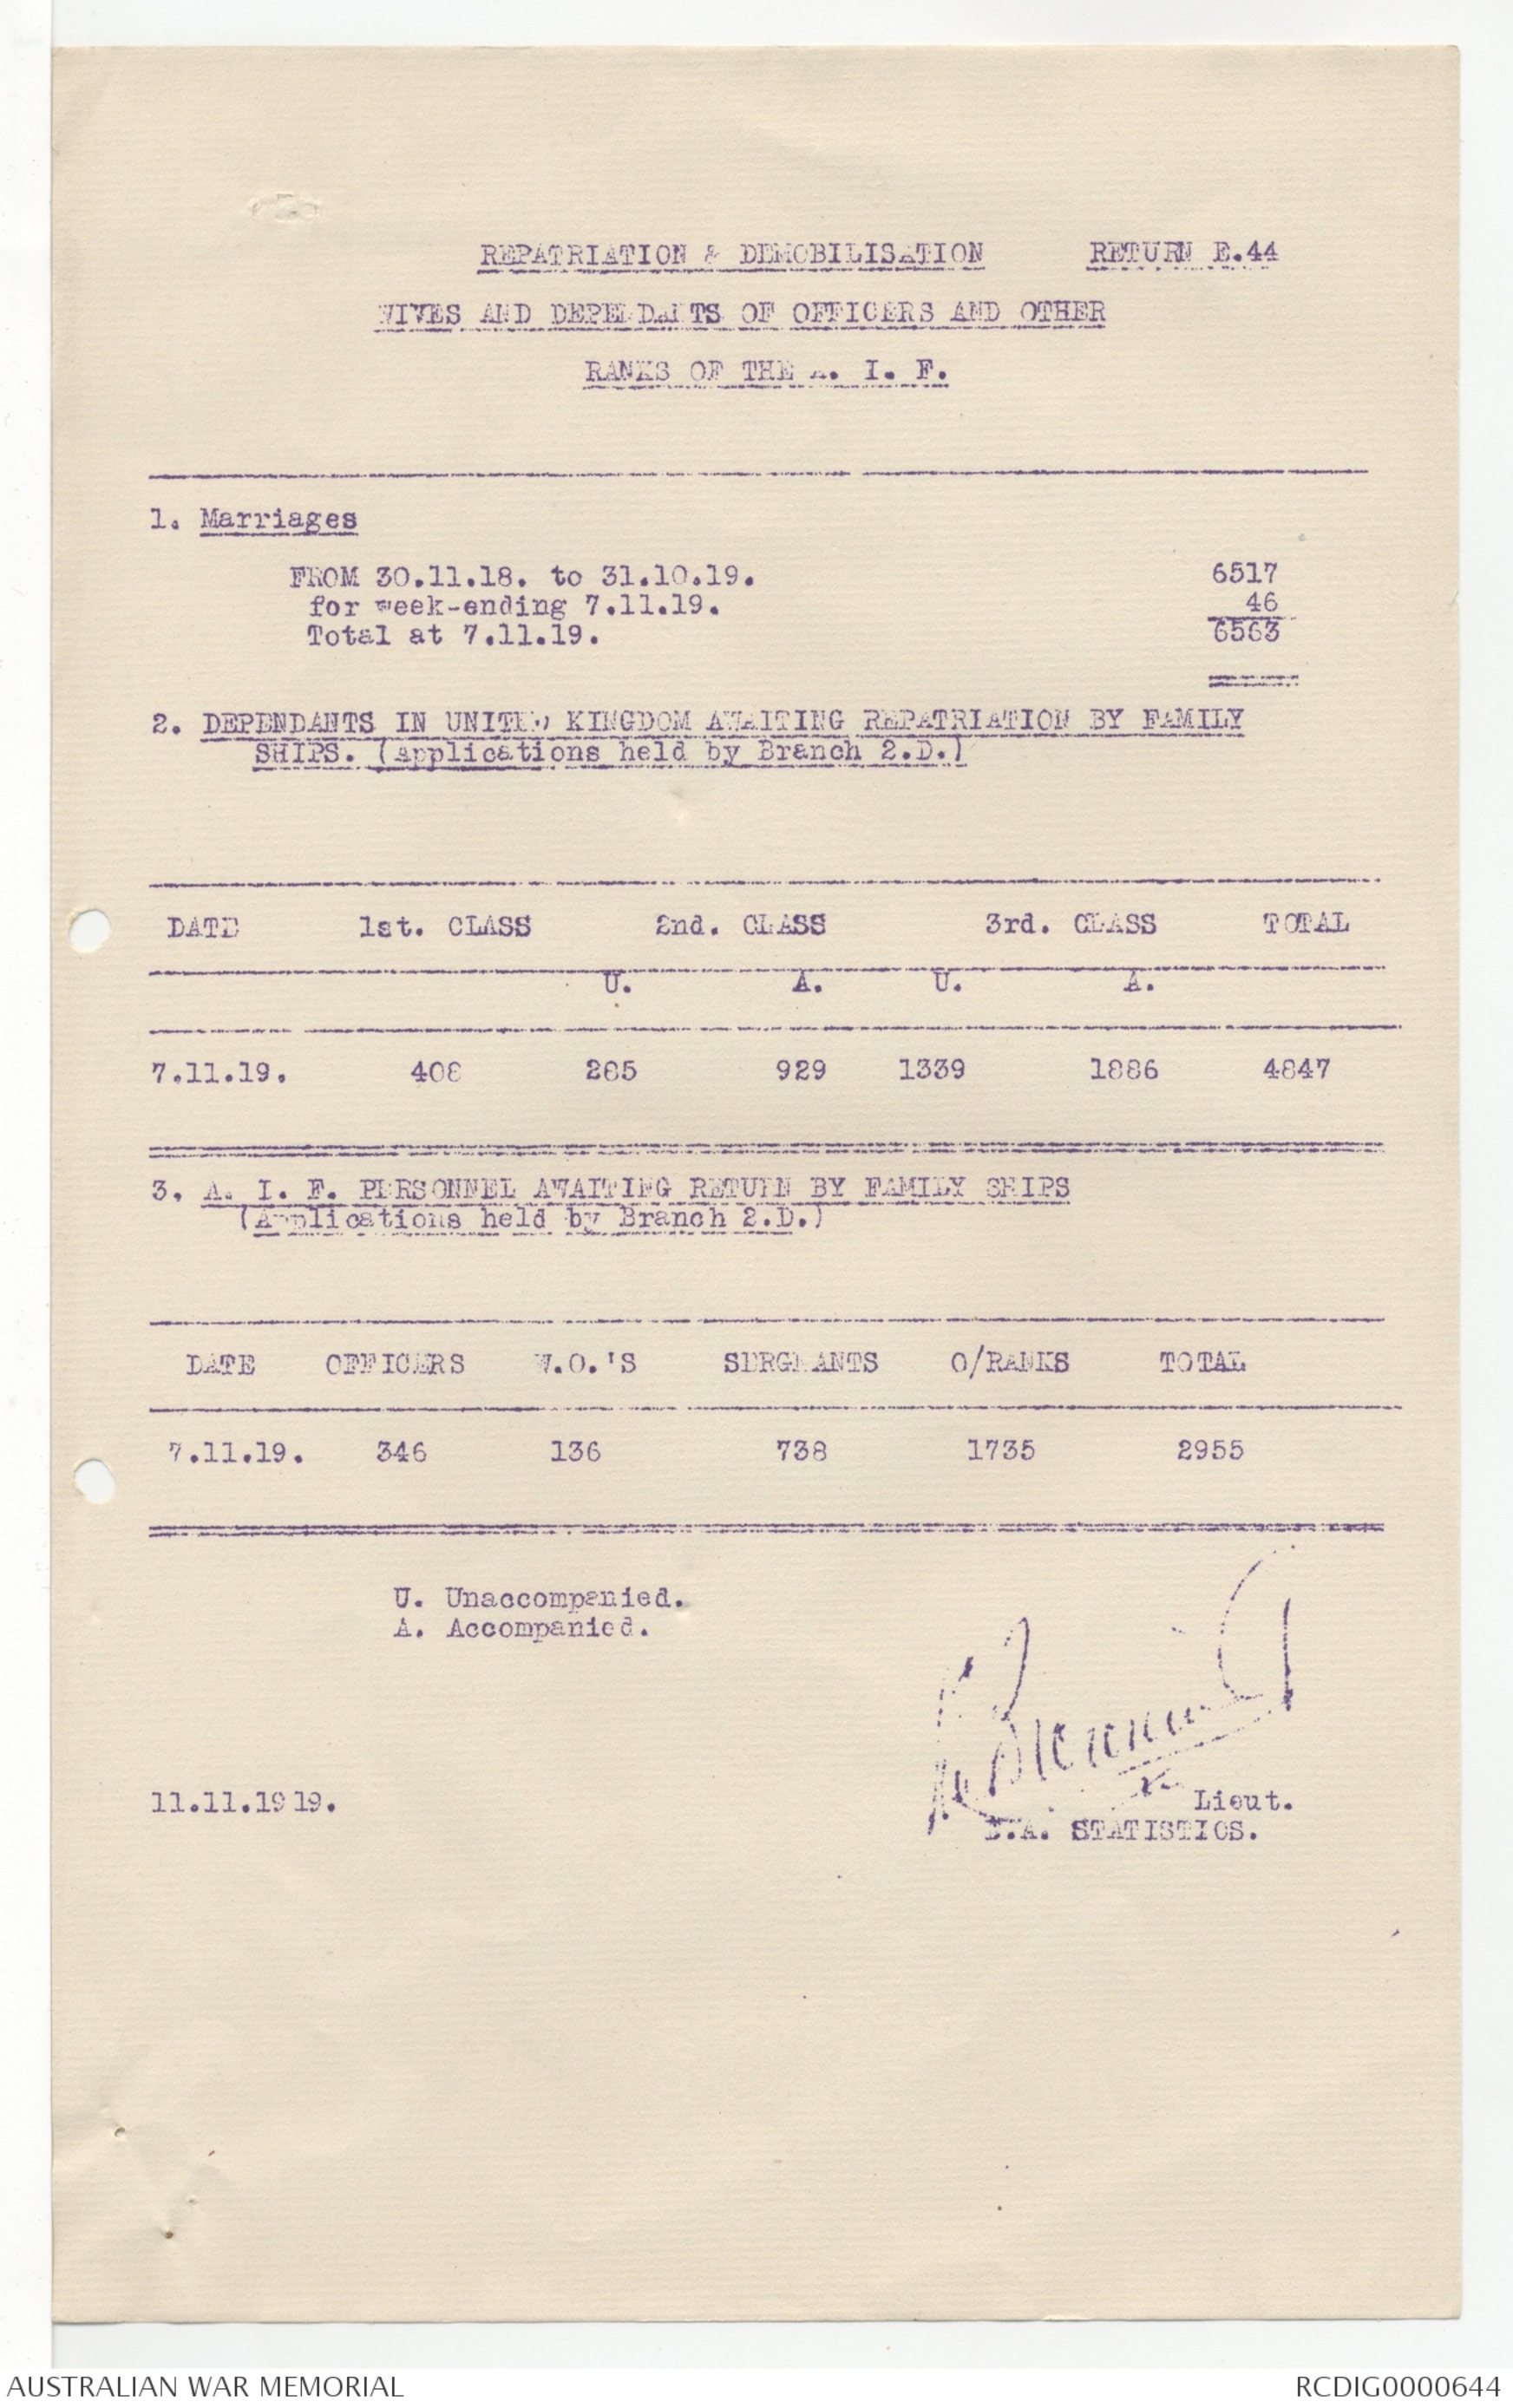 REPATRIATION & DEMOBILISATION RETURN E.44
WIVES AND DEPENDANTS OF OFFICERS AND OTHER
RANKS OF THE A. I. F.
1. Marriages
FROM 30.11.18. to 31.10.19. 6517
for week-ending 7.11.19. 46
Total at 7.11.19. 6563
2. DEPENDANTS IN UNITED KINGDOM AWAITING REPATRIATION BY FAMILY
SHIPS. (Applications held by Branch 2.D.)
DATE 1st. CLASS 2nd. CLASS 3rd. CLASS TOTAL
U. A. U. A.
7.11.19. 408 285 929 1339 1886 4847
3. A. I. F. PERSONNEL AWAITING RETURN BY FAMILY SHIPS
(Applications held by Branch 2.D.)
DATE OFFICERS W.O.'S SERGEANTS O/RANKS TOTAL
7.11.19. 346 136 738 1735 2955
U. Unaccompanied.
A. Accompanied.
11.11.1919. Lieut.
D.A. STATISTICS.
AUSTRALIAN WAR MEMORIAL RCDIG0000644